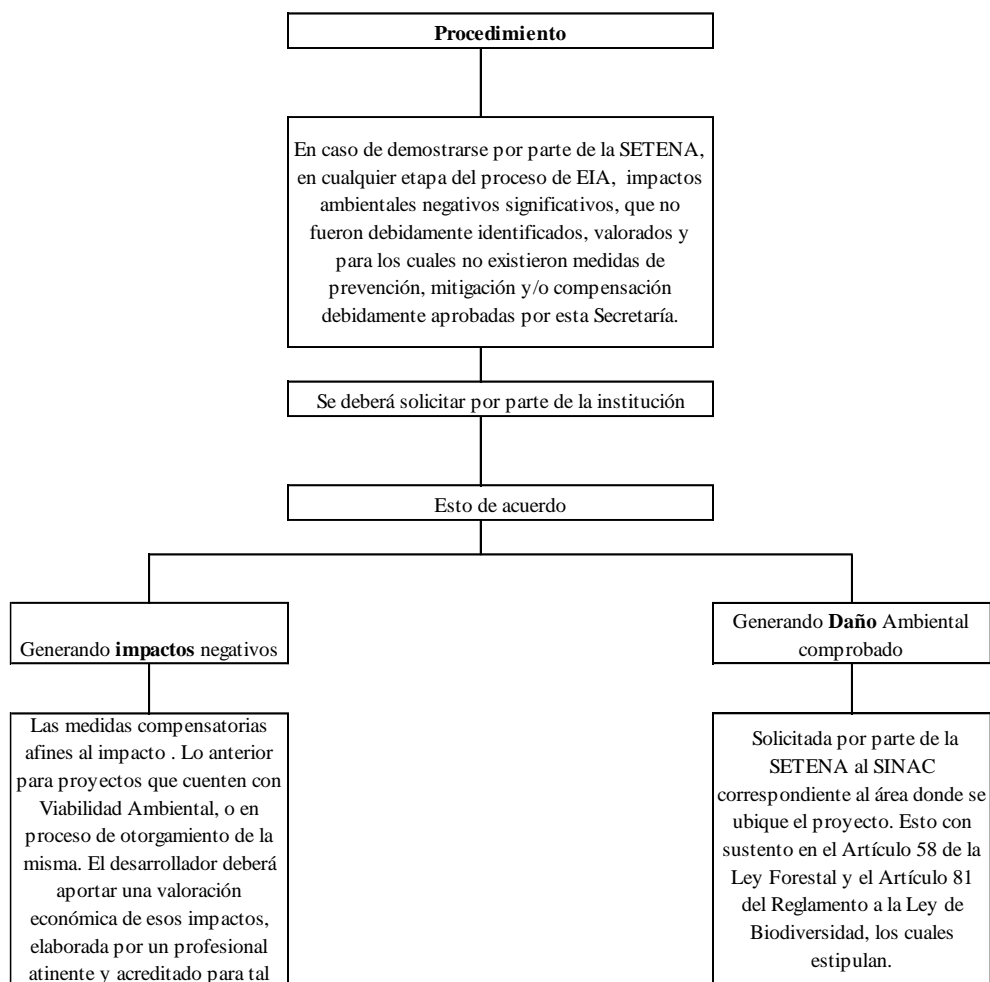 Procedimiento
En caso de demostrarse por parte de la SETENA,
en cualquier etapa del proceso de EIA, impactos
ambientales negativos significativos, que no
fueron debidamente identificados, valorados y
para los cuales no existieron medidas de
prevención, mitigación y/o compensación
debidamente aprobadas por esta Secretaría.
Se deberá solicitar por parte de la institución
Esto de acuerdo
Generando impactos negativos
Las medidas compensatorias
afines al impacto . Lo anterior
para proyectos que cuenten con
Viabilidad Ambiental, o en
proceso de otorgamiento de la
misma. El desarrollador deberá
aportar una valoración
económica de esos impactos,
elaborada por un profesional
atinente y acreditado para tal
Generando Daño Ambiental
comprobado
Solicitada por parte de la
SETENA al SINAC
correspondiente al área donde se
ubique el proyecto. Esto con
sustento en el Artículo 58 de la
Ley Forestal y el Artículo 81
del Reglamento a la Ley de
Biodiversidad, los cuales
estipulan.